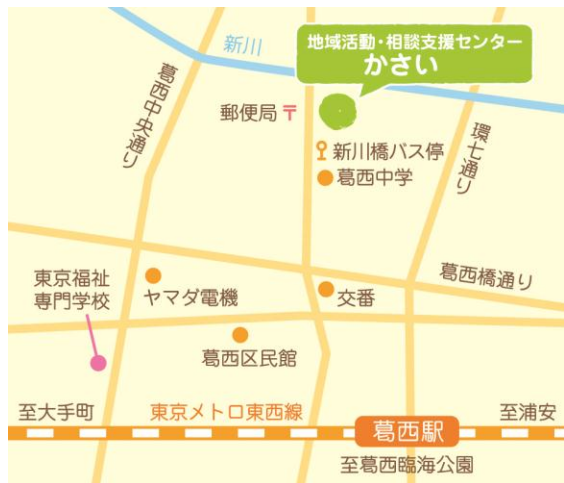 新川
地域活動・相談支援センター
かさい
葛西中央通り
郵便局 〒
環七通り
新川橋バス停
葛西中学
葛西橋通り
東京福祉
専門学校
ヤマダ電機
交番
葛西区民館
至大手町
東京メトロ東西線
葛西駅
至浦安
至葛西臨海公園